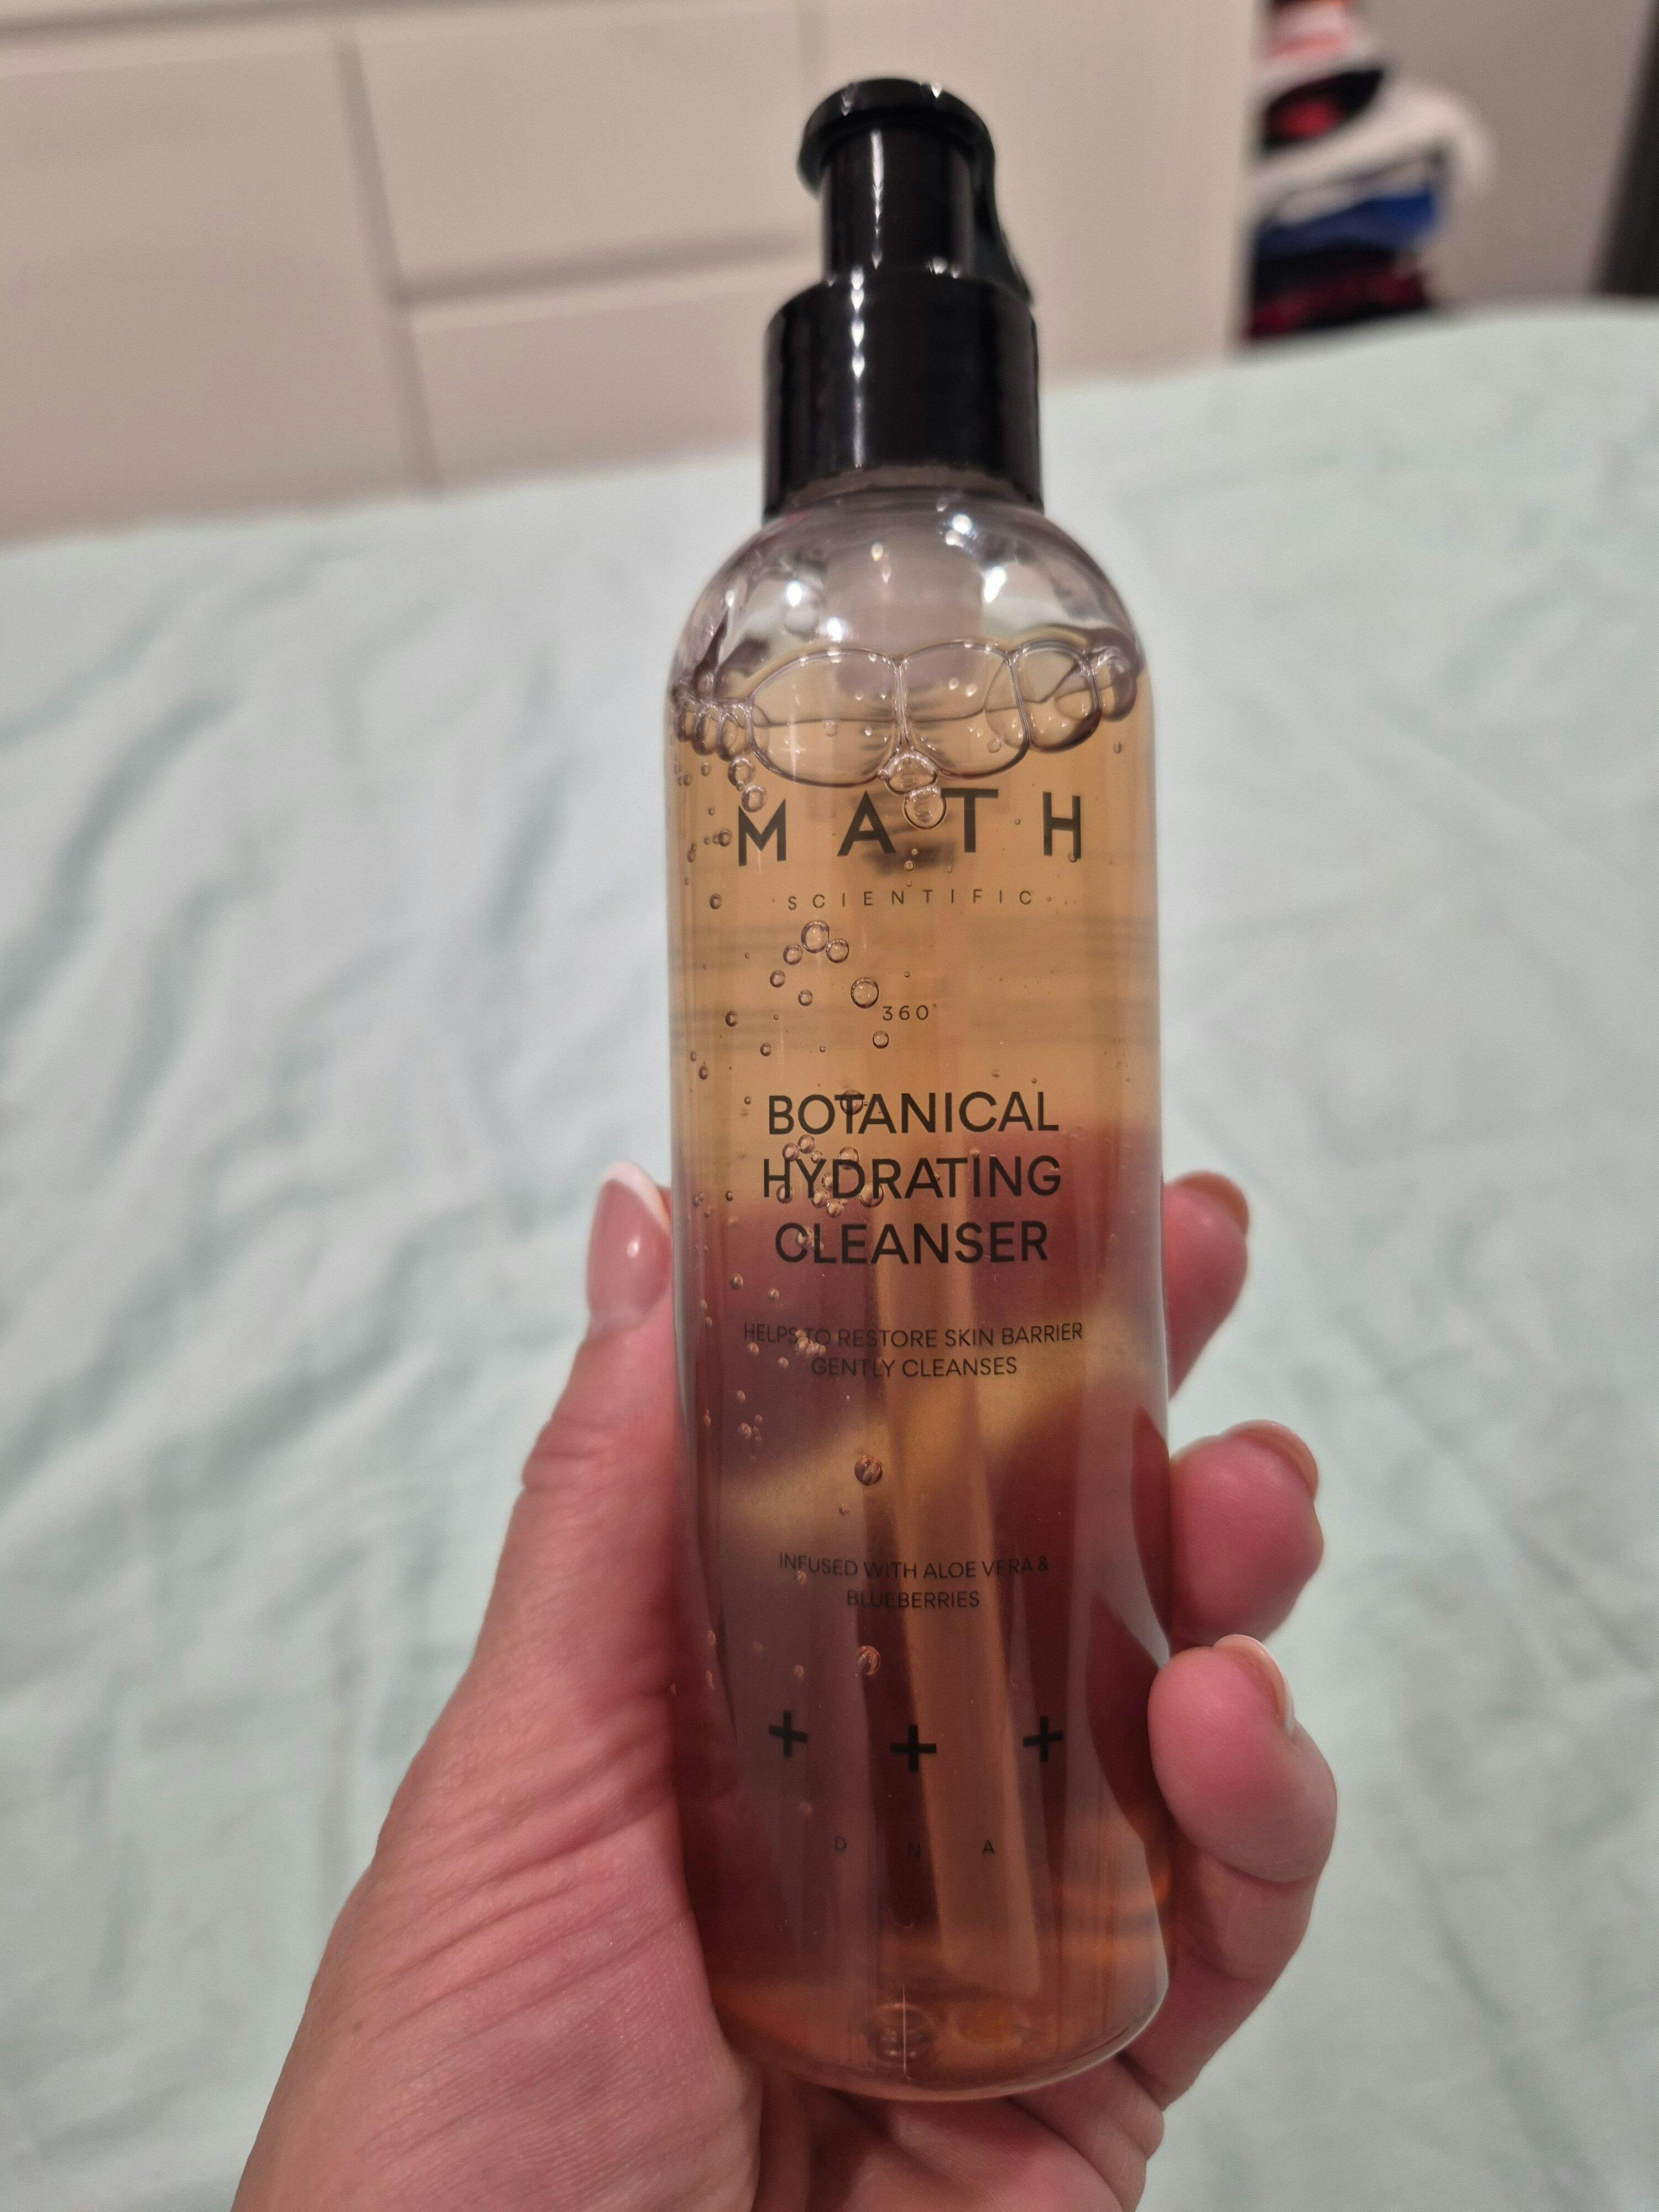 MATH
SCIENTIFIC
360°
BOTANICAL
HYDRATING
CLEANSER
HELPS TO RESTORE SKIN BARRIER
GENTLY CLEANSES
INFUSED WITH ALOE VERA &
BLUEBERRIES
+ + +
D N A